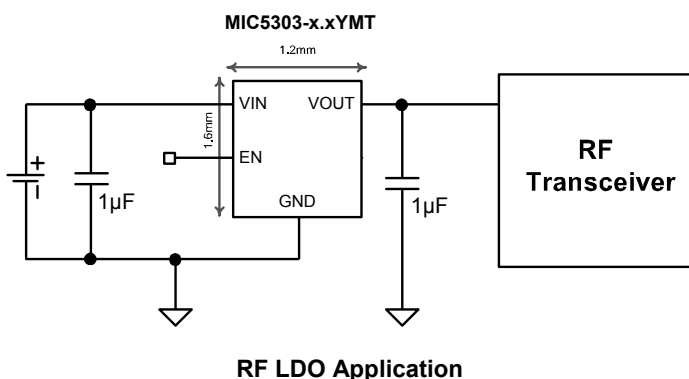 MIC5303-x.xYMT
1.2mm
VIN
VOUT
1.6mm
EN
GND
+
1µF
1µF
RF
Transceiver
RF LDO Application